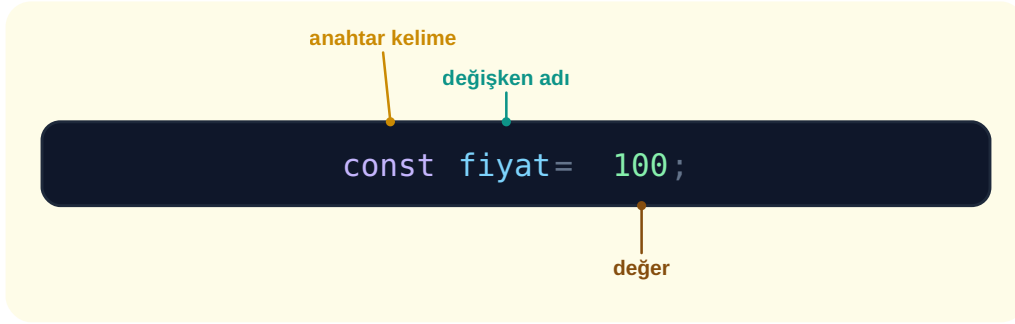 anahtar kelime
değişken adı
const fiyat= 100;
değer